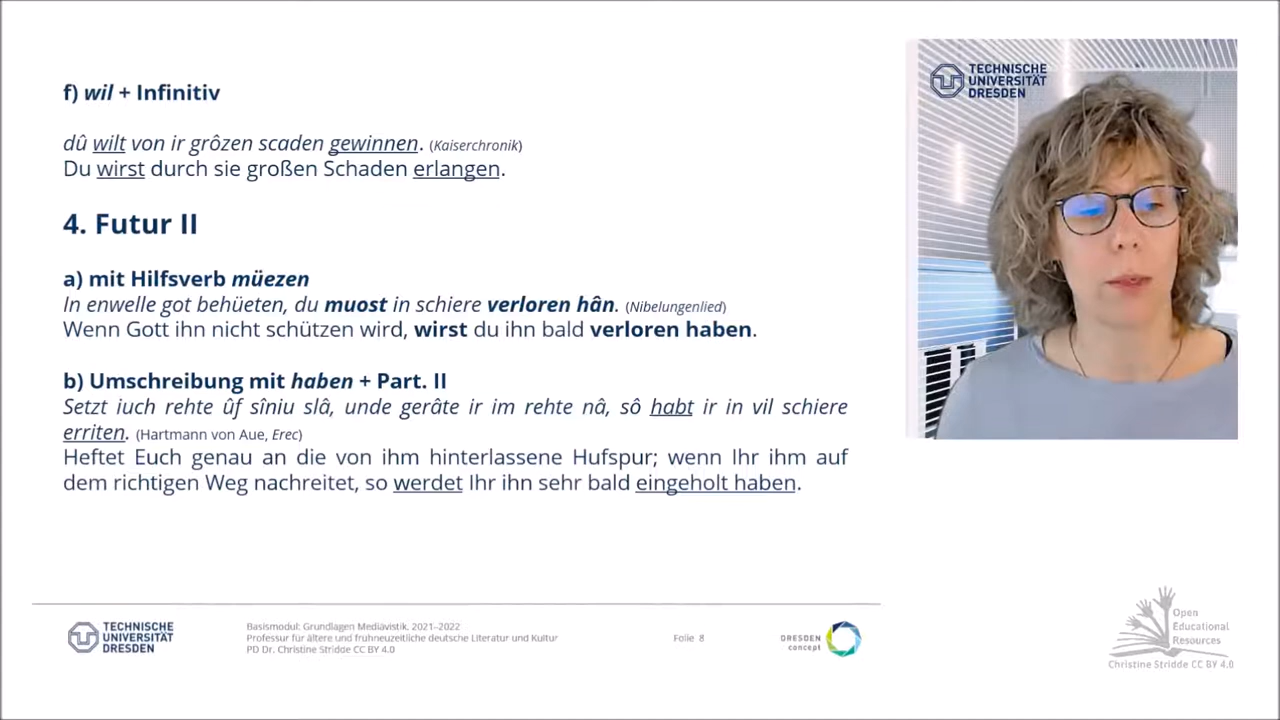 f) wil + Infinitiv
dû wilt von ir grôzen scaden gewinnen. (Kaiserchronik)
Du wirst durch sie großen Schaden erlangen.
4. Futur II
a) mit Hilfsverb müezen
In enwelle got behüeten, du muost in schiere verloren hân. (Nibelungenlied)
Wenn Gott ihn nicht schützen wird, wirst du ihn bald verloren haben.
b) Umschreibung mit haben + Part. II
Setzt iuch rehte ûf sîniu slâ, unde gerâte ir im rehte nâ, sô habt ir in vil schiere
erriten. (Hartmann von Aue, Erec)
Heftet Euch genau an die von ihm hinterlassene Hufspur; wenn Ihr ihm auf
dem richtigen Weg nachreitet, so werdet Ihr ihn sehr bald eingeholt haben.
TECHNISCHE
UNIVERSITÄT
DRESDEN
TECHNISCHE
UNIVERSITÄT
DRESDEN
Basismodul: Grundlagen Mediävistik, 2021–2022
Professur für ältere und frühneuzeitliche deutsche Literatur und Kultur
PD Dr. Christine Stridde CC BY 4.0
Folie 8
DRESDEN
concept
Open
Educational
Resources
Christine Stridde CC BY 4.0